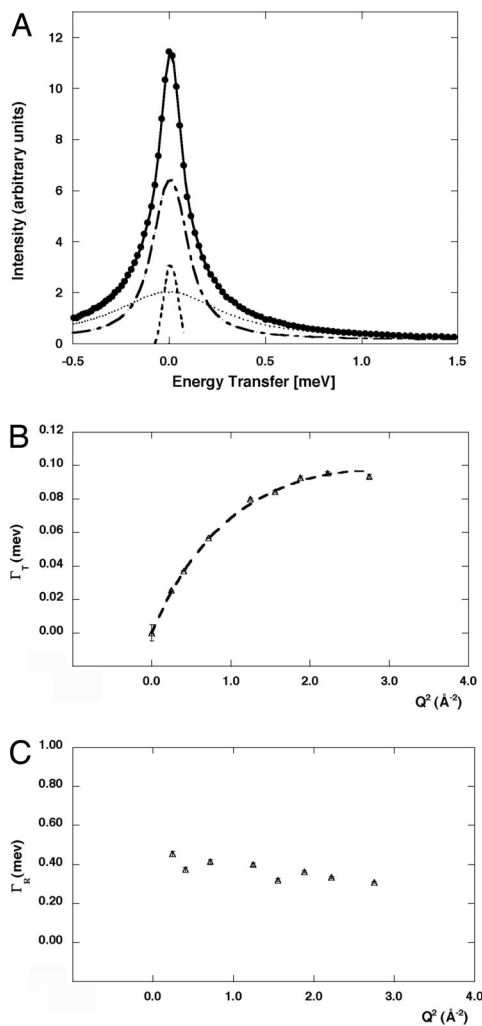 A
12
10
8
6
4
2
0
Intensity (arbitrary units)
-0.5 0.0 0.5 1.0 1.5
Energy Transfer [meV]
B
0.12
0.10
0.08
0.06
0.04
0.02
0.00
ΓT (mev)
0.0 1.0 2.0 3.0 4.0
Q² (Å⁻²)
C
1.00
0.80
0.60
0.40
0.20
0.00
ΓR (mev)
0.0 1.0 2.0 3.0 4.0
Q² (Å⁻²)